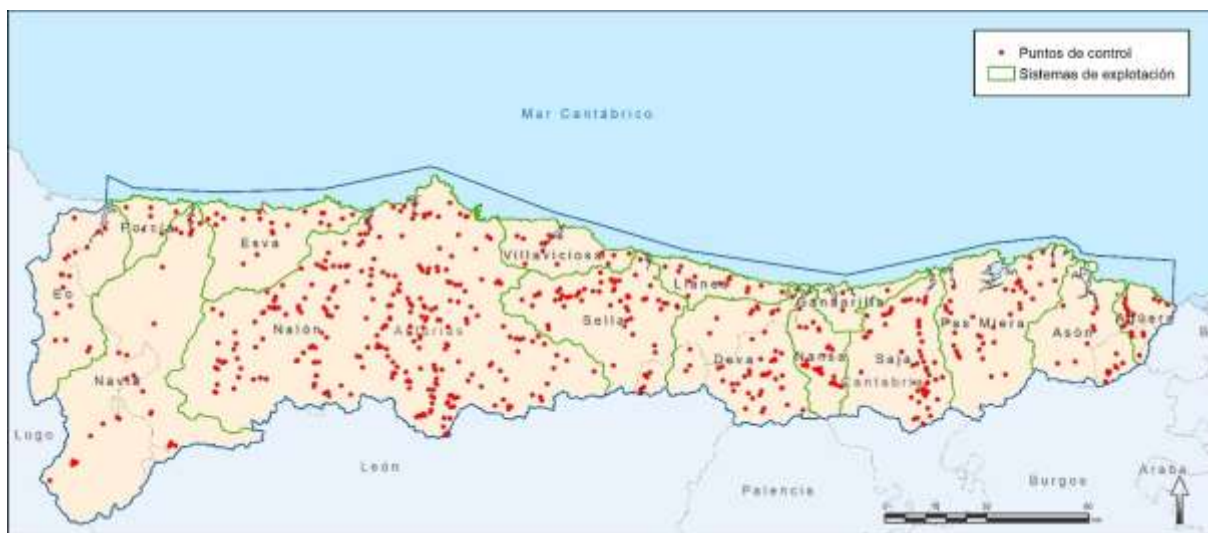 Puntos de control
Sistemas de explotación
Mar Cantábrico
Porcía
Esva
Villaviciosa
Eo
Llanes
Gandarilla
Nalón
Asturias
Sella
Pas Miera
Agüera
Asón
Deva
Nansa
Saja
Navia
Cantabria
Lugo
León
Palencia
Burgos
Araba